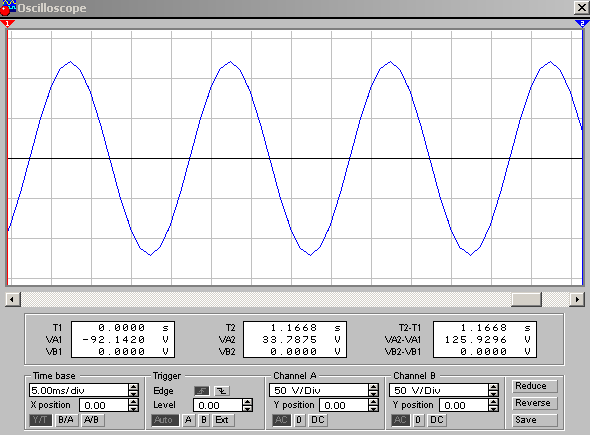 Oscilloscope
1 2
T1 0.0000 s T2 1.1668 s T2-T1 1.1668 s
VA1 -92.1420 V VA2 33.7875 V VA2-VA1 125.9296 V
VB1 0.0000 V VB2 0.0000 V VB2-VB1 0.0000 V
Time base Trigger Channel A Channel B Reduce
5.00ms/div Edge 50 V/Div 50 V/Div Reverse
X position 0.00 Level 0.00 Y position 0.00 Y position 0.00
Y/T B/A A/B Auto A B Ext AC 0 DC AC 0 DC Save